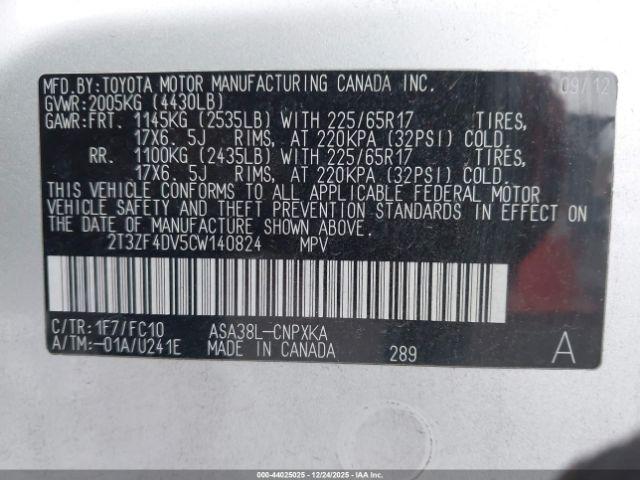 MFD.BY:TOYOTA MOTOR MANUFACTURING CANADA INC. 09/12
GVWR:2005KG (4430LB)
GAWR:FRT. 1145KG (2535LB) WITH 225/65R17 TIRES,
17X6.5J RIMS, AT 220KPA (32PSI) COLD.
RR. 1100KG (2435LB) WITH 225/65R17 TIRES,
17X6.5J RIMS, AT 220KPA (32PSI) COLD.
THIS VEHICLE CONFORMS TO ALL APPLICABLE FEDERAL MOTOR
VEHICLE SAFETY AND THEFT PREVENTION STANDARDS IN EFFECT ON
THE DATE OF MANUFACTURE SHOWN ABOVE.
2T3ZF4DV5CW140824 MPV
C/TR:1F7/FC10 ASA38L-CNPXKA
A/TM:-01A/U241E MADE IN CANADA 289 A
000-44025025 - 12/24/2025 - IAAI.COM